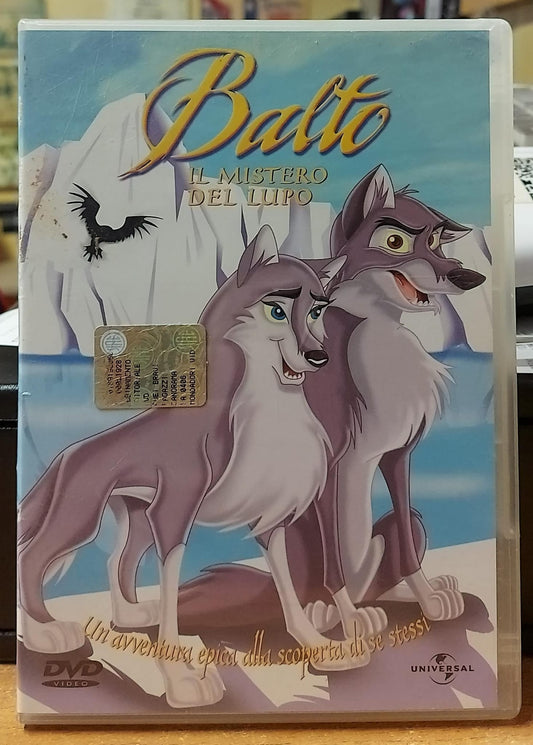 Balto
IL MISTERO
DEL LUPO
Un'avventura epica alla scoperta di se stessi
DVD
VIDEO
UNIVERSAL